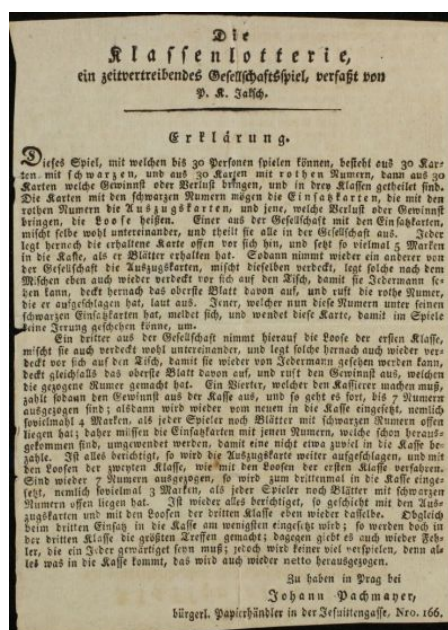 Die
Klassenlotterie,
ein zeitvertreibendes Gesellschaftsspiel, verfaßt von
P. K. Jaksch.
Erklärung.
Dieses Spiel, mit welchen bis 30 Personen spielen können, besteht aus 30 Kar-
ten mit schwarzen, und aus 30 Karten mit rothen Numern, dann aus 30
Karten welche Gewinnst oder Verlust bringen, und in drey Klassen getheilt sind.
Die Karten mit den schwarzen Numern mögen die Einsatzkarten, die mit den
rothen Numern die Auszugskarten, und jene, welche Verlust oder Gewinnst
bringen, die Loose heißen. Einer aus der Gesellschaft mit den Einsatzkarten,
mischt selbe wohl untereinander, und theilt sie alle in der Gesellschaft aus. Jeder
legt hernach die erhaltene Karte offen vor sich hin, und setzt so vielmal 5 Marken
in die Kasse, als er Blätter erhalten hat. Sodann nimmt wieder ein anderer von
der Gesellschaft die Auszugskarten, mischt dieselben verdeckt, legt solche nach dem
Mischen eben auch wieder verdeckt vor sich auf den Tisch, damit sie Jedermann se-
hen kann, deckt hernach das oberste Blatt davon auf, und ruft die rothe Numer,
die er aufgeschlagen hat, laut aus. Jener, welcher nun diese Numern unter seinen
schwarzen Einsatzkarten hat, meldet sich, und wendet diese Karte, damit im Spiele
keine Irrung geschehen könne, um.
Ein dritter aus der Gesellschaft nimmt hierauf die Loose der ersten Klasse,
mischt sie auch verdeckt wohl untereinander, und legt solche hernach auch wieder ver-
deckt vor sich auf den Tisch, damit sie wieder von Jedermann gesehen werden kann,
deckt gleichfalls das oberste Blatt davon auf, und ruft den Gewinnst aus, welchen
die gezogene Numer gemacht hat. Ein Vierter, welcher den Kassierer machen muß,
zahlt sodann den Gewinnst aus der Kasse aus, und so geht es fort, bis 7 Numern
ausgezogen sind; alsdann wird wieder vom neuen in die Kasse eingesetzt, nemlich
sovielmahl 4 Marken, als jeder Spieler noch Blätter mit schwarzen Numern offen
liegen hat; daher müssen die Einsatzkarten mit jenen Numern, welche schon heraus-
gekommen sind, umgewendet werden, damit eine nicht etwa zwiel in die Kasse be-
zahle. Ist alles berichtigt, so wird die Auszugskarte weiter aufgeschlagen, und mit
den Loosen der zweyten Klasse, wie mit den Loosen der ersten Klasse verfahren.
Sind wieder 7 Numern ausgezogen, so wird zum drittenmal in die Kasse einge-
setzt, nemlich sovielmal 3 Marken, als jeder Spieler noch Blätter mit schwarzen
Numern offen liegen hat. Ist wieder alles berichtiget, so geschieht mit den Aus-
zugskarten und mit den Loosen der dritten Klasse eben wieder dasselbe. Obgleich
beim dritten Einsatz in die Kasse am wenigsten eingesetzt wird; so werden doch in
der dritten Klasse die größten Treffen gemacht; dagegen giebt es auch wieder Feh-
ler, die ein Jeder gewärtiget seyn muß; jedoch wird keiner viel verspielen, denn al-
les was in die Kasse kommt, das wird auch wieder netto herausgezogen.
Zu haben in Prag bei
Johann Pachmayer,
bürgerl. Papierhändler in der Jesuittengasse, Nro. 166.